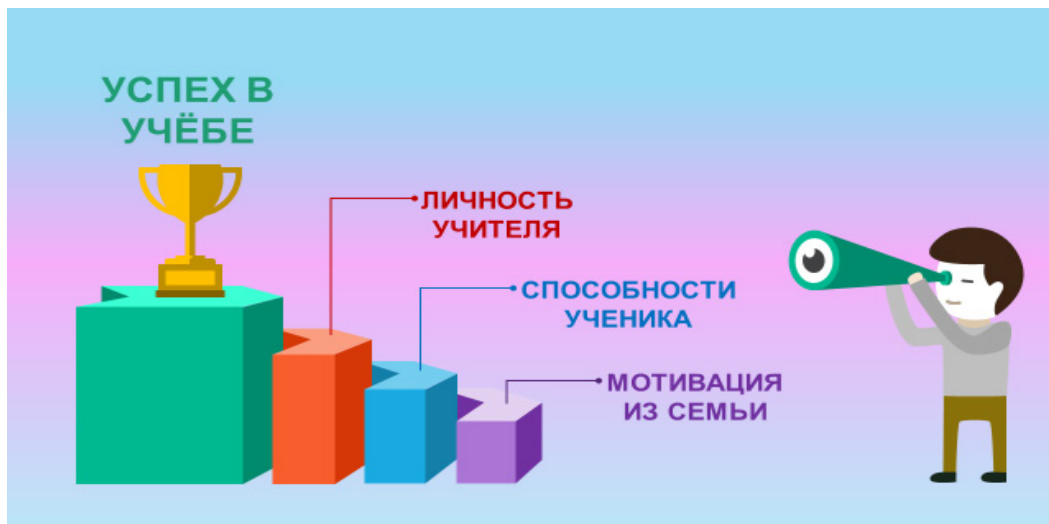 УСПЕХ В
УЧЁБЕ
ЛИЧНОСТЬ
УЧИТЕЛЯ
СПОСОБНОСТИ
УЧЕНИКА
МОТИВАЦИЯ
ИЗ СЕМЬИ